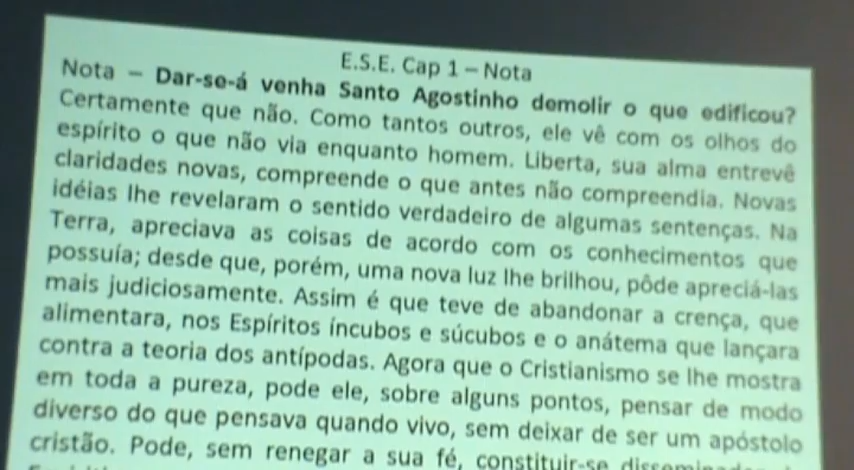 E.S.E. Cap 1 – Nota
Nota – Dar-se-á venha Santo Agostinho demolir o que edificou?
Certamente que não. Como tantos outros, ele vê com os olhos do
espírito o que não via enquanto homem. Liberta, sua alma entrevê
claridades novas, compreende o que antes não compreendia. Novas
idéias lhe revelaram o sentido verdadeiro de algumas sentenças. Na
Terra, apreciava as coisas de acordo com os conhecimentos que
possuía; desde que, porém, uma nova luz lhe brilhou, pôde apreciá-las
mais judiciosamente. Assim é que teve de abandonar a crença, que
alimentara, nos Espíritos íncubos e súcubos e o anátema que lançara
contra a teoria dos antípodas. Agora que o Cristianismo se lhe mostra
em toda a pureza, pode ele, sobre alguns pontos, pensar de modo
diverso do que pensava quando vivo, sem deixar de ser um apóstolo
cristão. Pode, sem renegar a sua fé, constituir-se